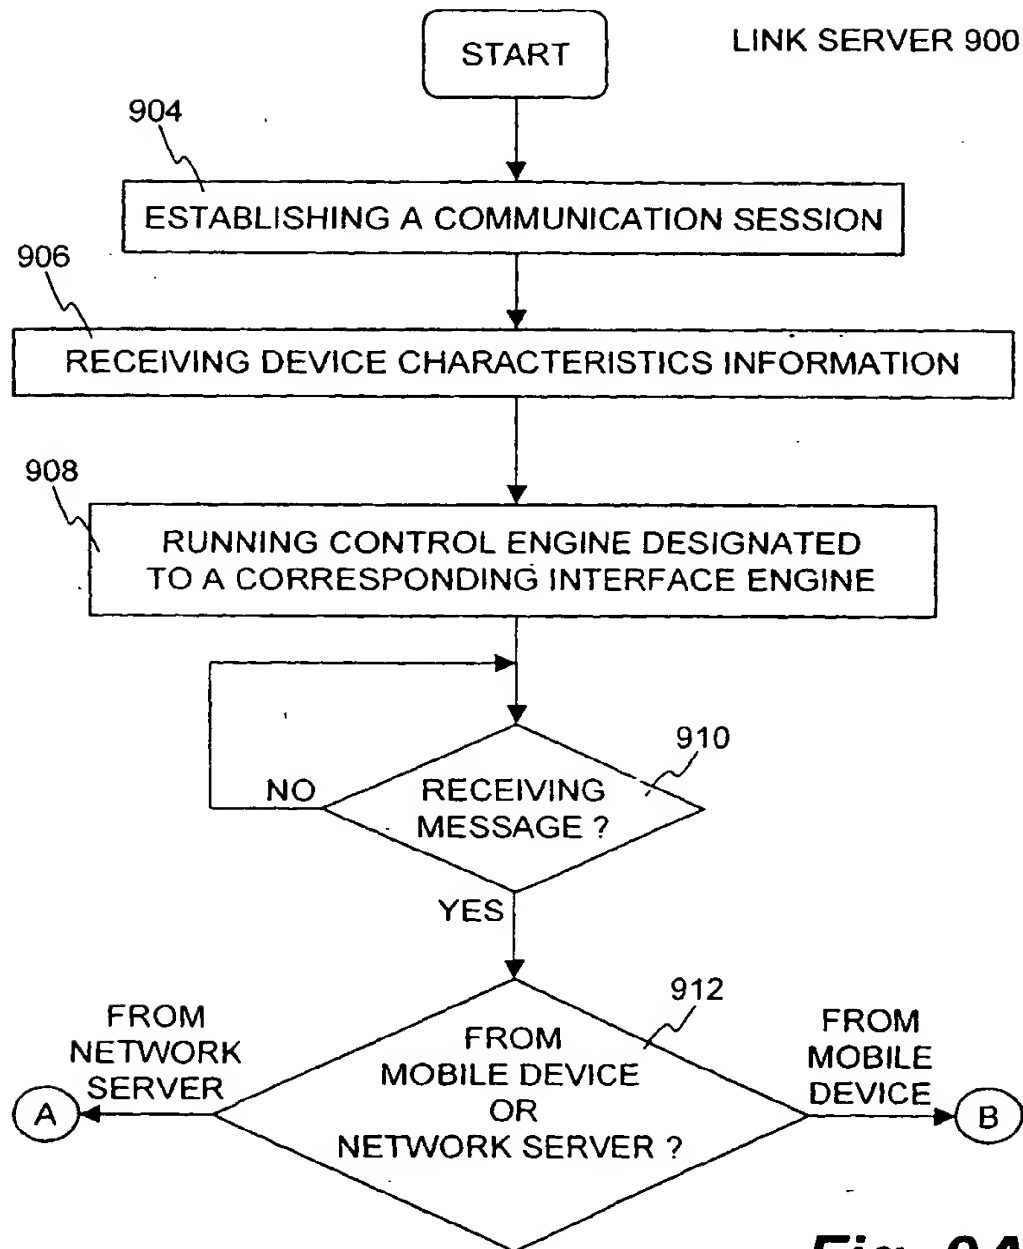 START
LINK SERVER 900
904
ESTABLISHING A COMMUNICATION SESSION
906
RECEIVING DEVICE CHARACTERISTICS INFORMATION
908
RUNNING CONTROL ENGINE DESIGNATED
TO A CORRESPONDING INTERFACE ENGINE
910
NO
RECEIVING
MESSAGE ?
YES
912
FROM
NETWORK
SERVER
FROM
MOBILE DEVICE
OR
NETWORK SERVER ?
FROM
MOBILE
DEVICE
A
B
Fig. 9A